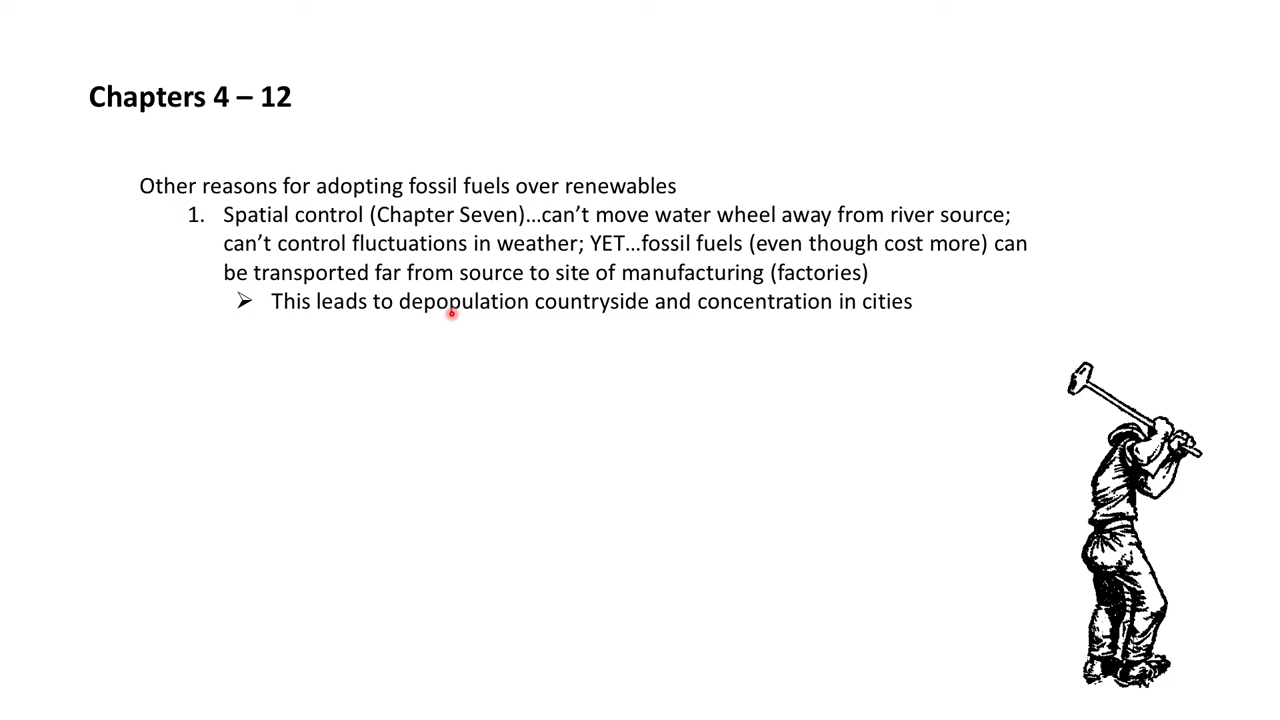 Chapters 4 – 12
Other reasons for adopting fossil fuels over renewables
1. Spatial control (Chapter Seven)…can’t move water wheel away from river source;
can’t control fluctuations in weather; YET…fossil fuels (even though cost more) can
be transported far from source to site of manufacturing (factories)
➢ This leads to depopulation countryside and concentration in cities